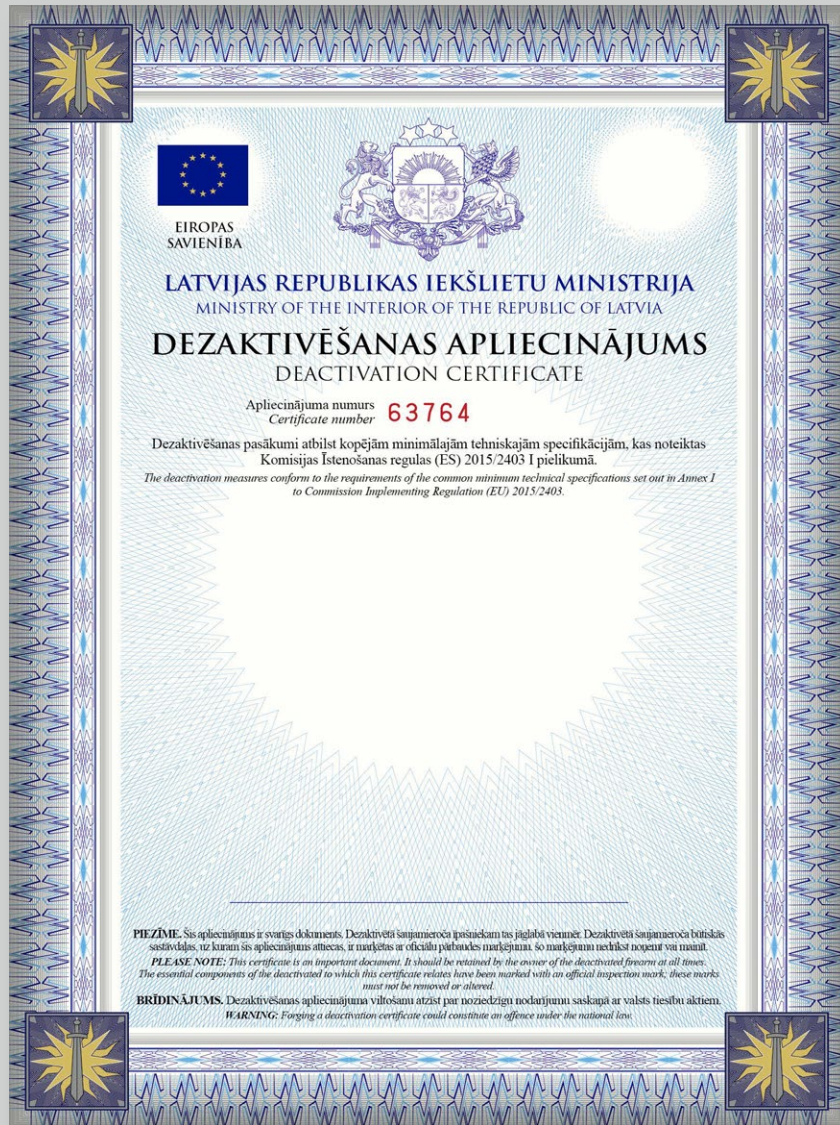 EIROPAS
SAVIENĪBA
LATVIJAS REPUBLIKAS IEKŠLIETU MINISTRIJA
MINISTRY OF THE INTERIOR OF THE REPUBLIC OF LATVIA
DEZAKTIVĒŠANAS APLIECINĀJUMS
DEACTIVATION CERTIFICATE
Apliecinājuma numurs
Certificate number 63764
Dezaktivēšanas pasākumi atbilst kopējām minimālajām tehniskajām specifikācijām, kas noteiktas
Komisijas Īstenošanas regulas (ES) 2015/2403 I pielikumā.
The deactivation measures conform to the requirements of the common minimum technical specifications set out in Annex I
to Commission Implementing Regulation (EU) 2015/2403.
PIEZĪME. Šis apliecinājums ir svarīgs dokuments. Dezaktivētā šaujamieroča īpašniekam tas jāglabā vienmēr. Dezaktivētā šaujamieroča būtiskās
sastāvdaļas, uz kurām šis apliecinājums attiecas, ir marķētas ar oficiālu pārbaudes marķējumu, šo marķējumu nedrīkst noņemt vai mainīt.
PLEASE NOTE: This certificate is an important document. It should be retained by the owner of the deactivated firearm at all times.
The essential components of the deactivated to which this certificate relates have been marked with an official inspection mark; these marks
must not be removed or altered.
BRĪDINĀJUMS. Dezaktivēšanas apliecinājuma viltošanu atzīst par noziedzīgu nodarījumu saskaņā ar valsts tiesību aktiem.
WARNING: Forging a deactivation certificate could constitute an offence under the national law.